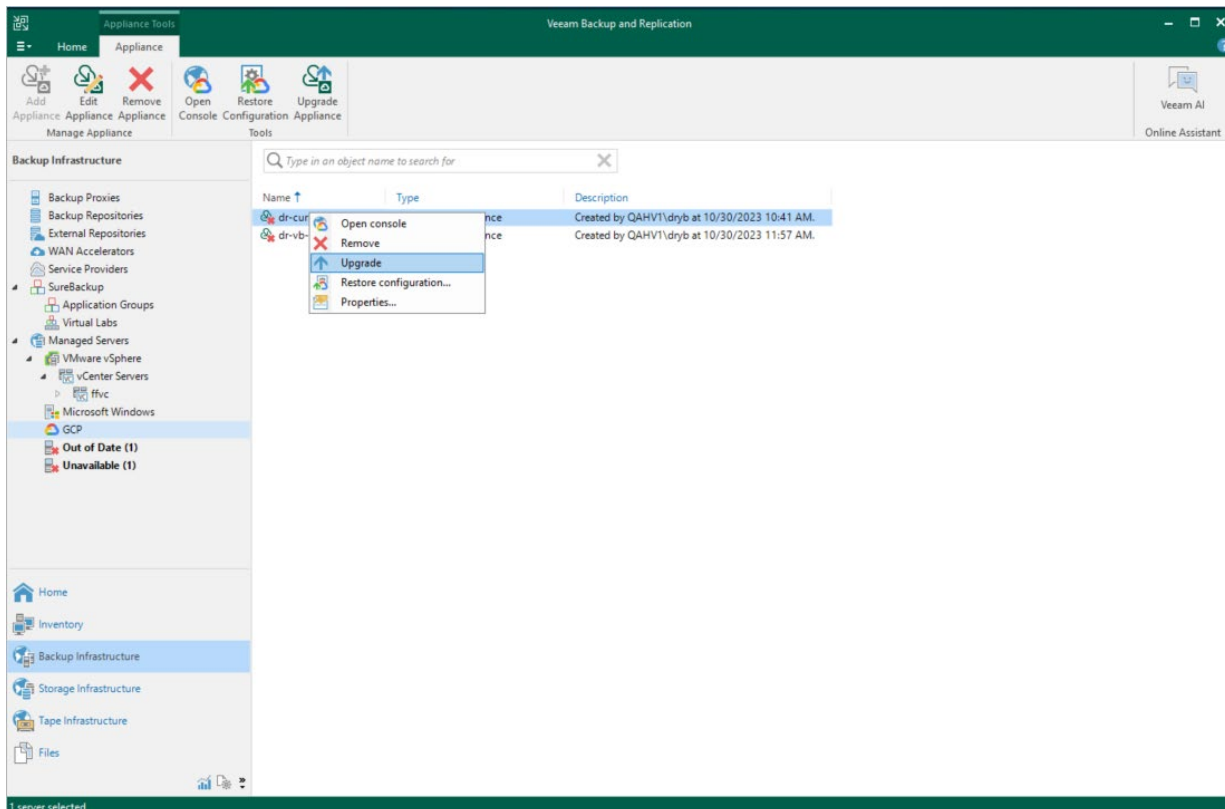 Appliance Tools
Veeam Backup and Replication
Home Appliance
Add Appliance
Edit Appliance
Remove Appliance
Open Console
Restore Configuration
Upgrade Appliance
Manage Appliance
Tools
Veeam AI
Online Assistant
Backup Infrastructure
Type in an object name to search for
Backup Proxies
Backup Repositories
External Repositories
WAN Accelerators
Service Providers
SureBackup
Application Groups
Virtual Labs
Managed Servers
VMware vSphere
vCenter Servers
ffvc
Microsoft Windows
GCP
Out of Date (1)
Unavailable (1)
Name Type Description
dr-cur nce Created by QAHV1\dryb at 10/30/2023 10:41 AM.
dr-vb- nce Created by QAHV1\dryb at 10/30/2023 11:57 AM.
Open console
Remove
Upgrade
Restore configuration...
Properties...
Home
Inventory
Backup Infrastructure
Storage Infrastructure
Tape Infrastructure
Files
1 server selected